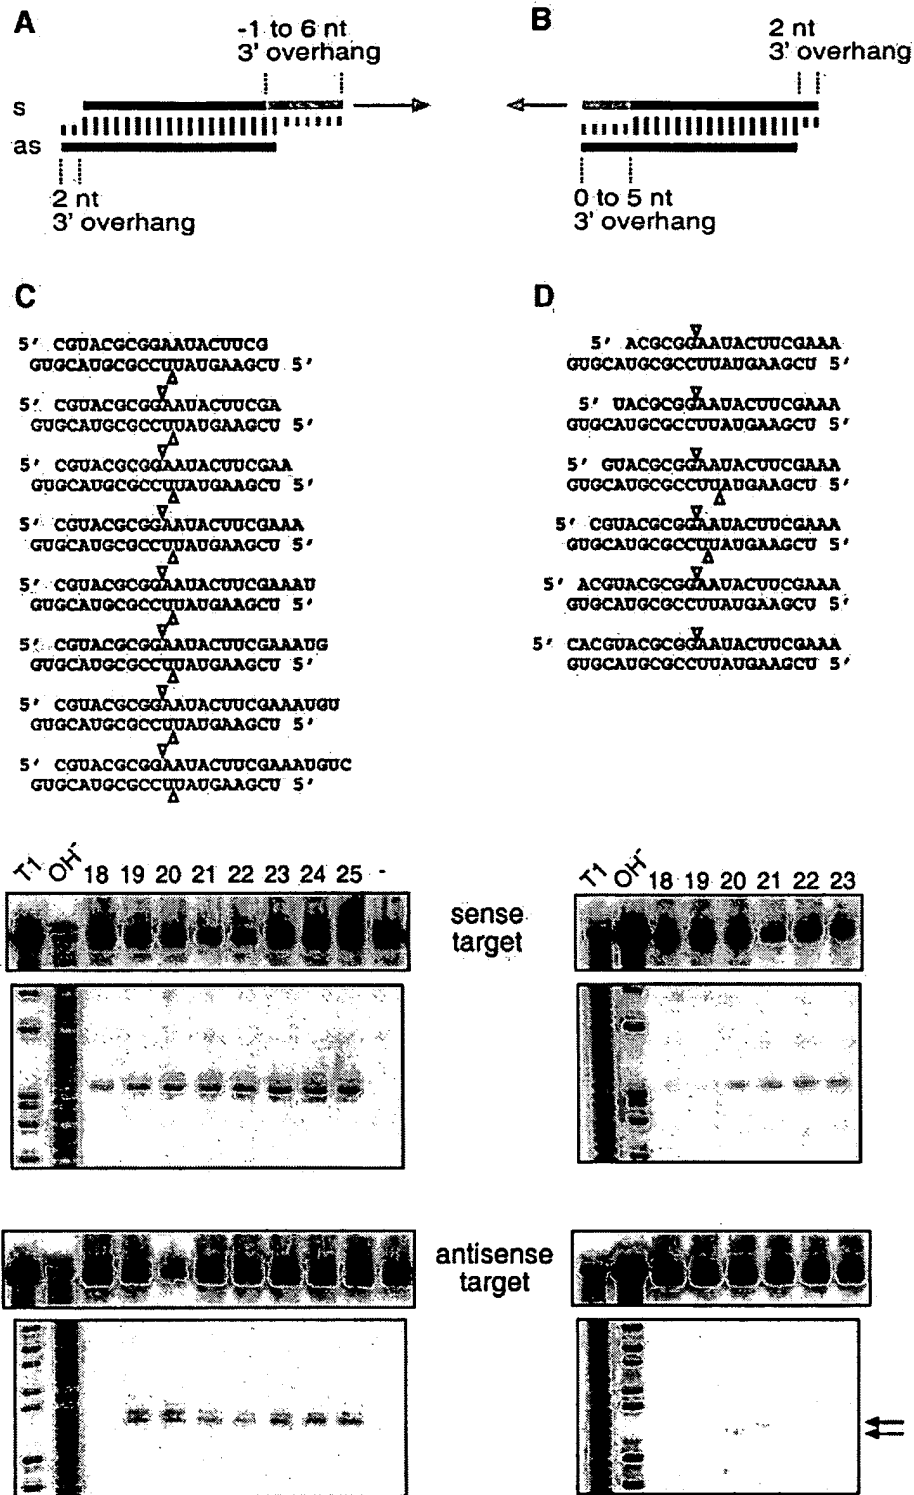 A
-1 to 6 nt
3' overhang
s
as
2 nt
3' overhang
B
2 nt
3' overhang
0 to 5 nt
3' overhang
C
5' CGUACGCGGAAUACUUCG
GUGCAUGCGCCUUAUGAAGCU 5'
5' CGUACGCGGAAUACUUCGA
GUGCAUGCGCCUUAUGAAGCU 5'
5' CGUACGCGGAAUACUUCGAA
GUGCAUGCGCCUUAUGAAGCU 5'
5' CGUACGCGGAAUACUUCGAAA
GUGCAUGCGCCUUAUGAAGCU 5'
5' CGUACGCGGAAUACUUCGAAAU
GUGCAUGCGCCUUAUGAAGCU 5'
5' CGUACGCGGAAUACUUCGAAAUG
GUGCAUGCGCCUUAUGAAGCU 5'
5' CGUACGCGGAAUACUUCGAAAUGU
GUGCAUGCGCCUUAUGAAGCU 5'
5' CGUACGCGGAAUACUUCGAAAUGUC
GUGCAUGCGCCUUAUGAAGCU 5'
D
5' ACGCGGAAUACUUCGAAA
GUGCAUGCGCCUUAUGAAGCU 5'
5' UACGCGGAAUACUUCGAAA
GUGCAUGCGCCUUAUGAAGCU 5'
5' GUACGCGGAAUACUUCGAAA
GUGCAUGCGCCUUAUGAAGCU 5'
5' CGUACGCGGAAUACUUCGAAA
GUGCAUGCGCCUUAUGAAGCU 5'
5' ACGUACGCGGAAUACUUCGAAA
GUGCAUGCGCCUUAUGAAGCU 5'
5' CACGUACGCGGAAUACUUCGAAA
GUGCAUGCGCCUUAUGAAGCU 5'
T1 OH- 18 19 20 21 22 23 24 25 -
sense
target
T1 OH- 18 19 20 21 22 23
antisense
target